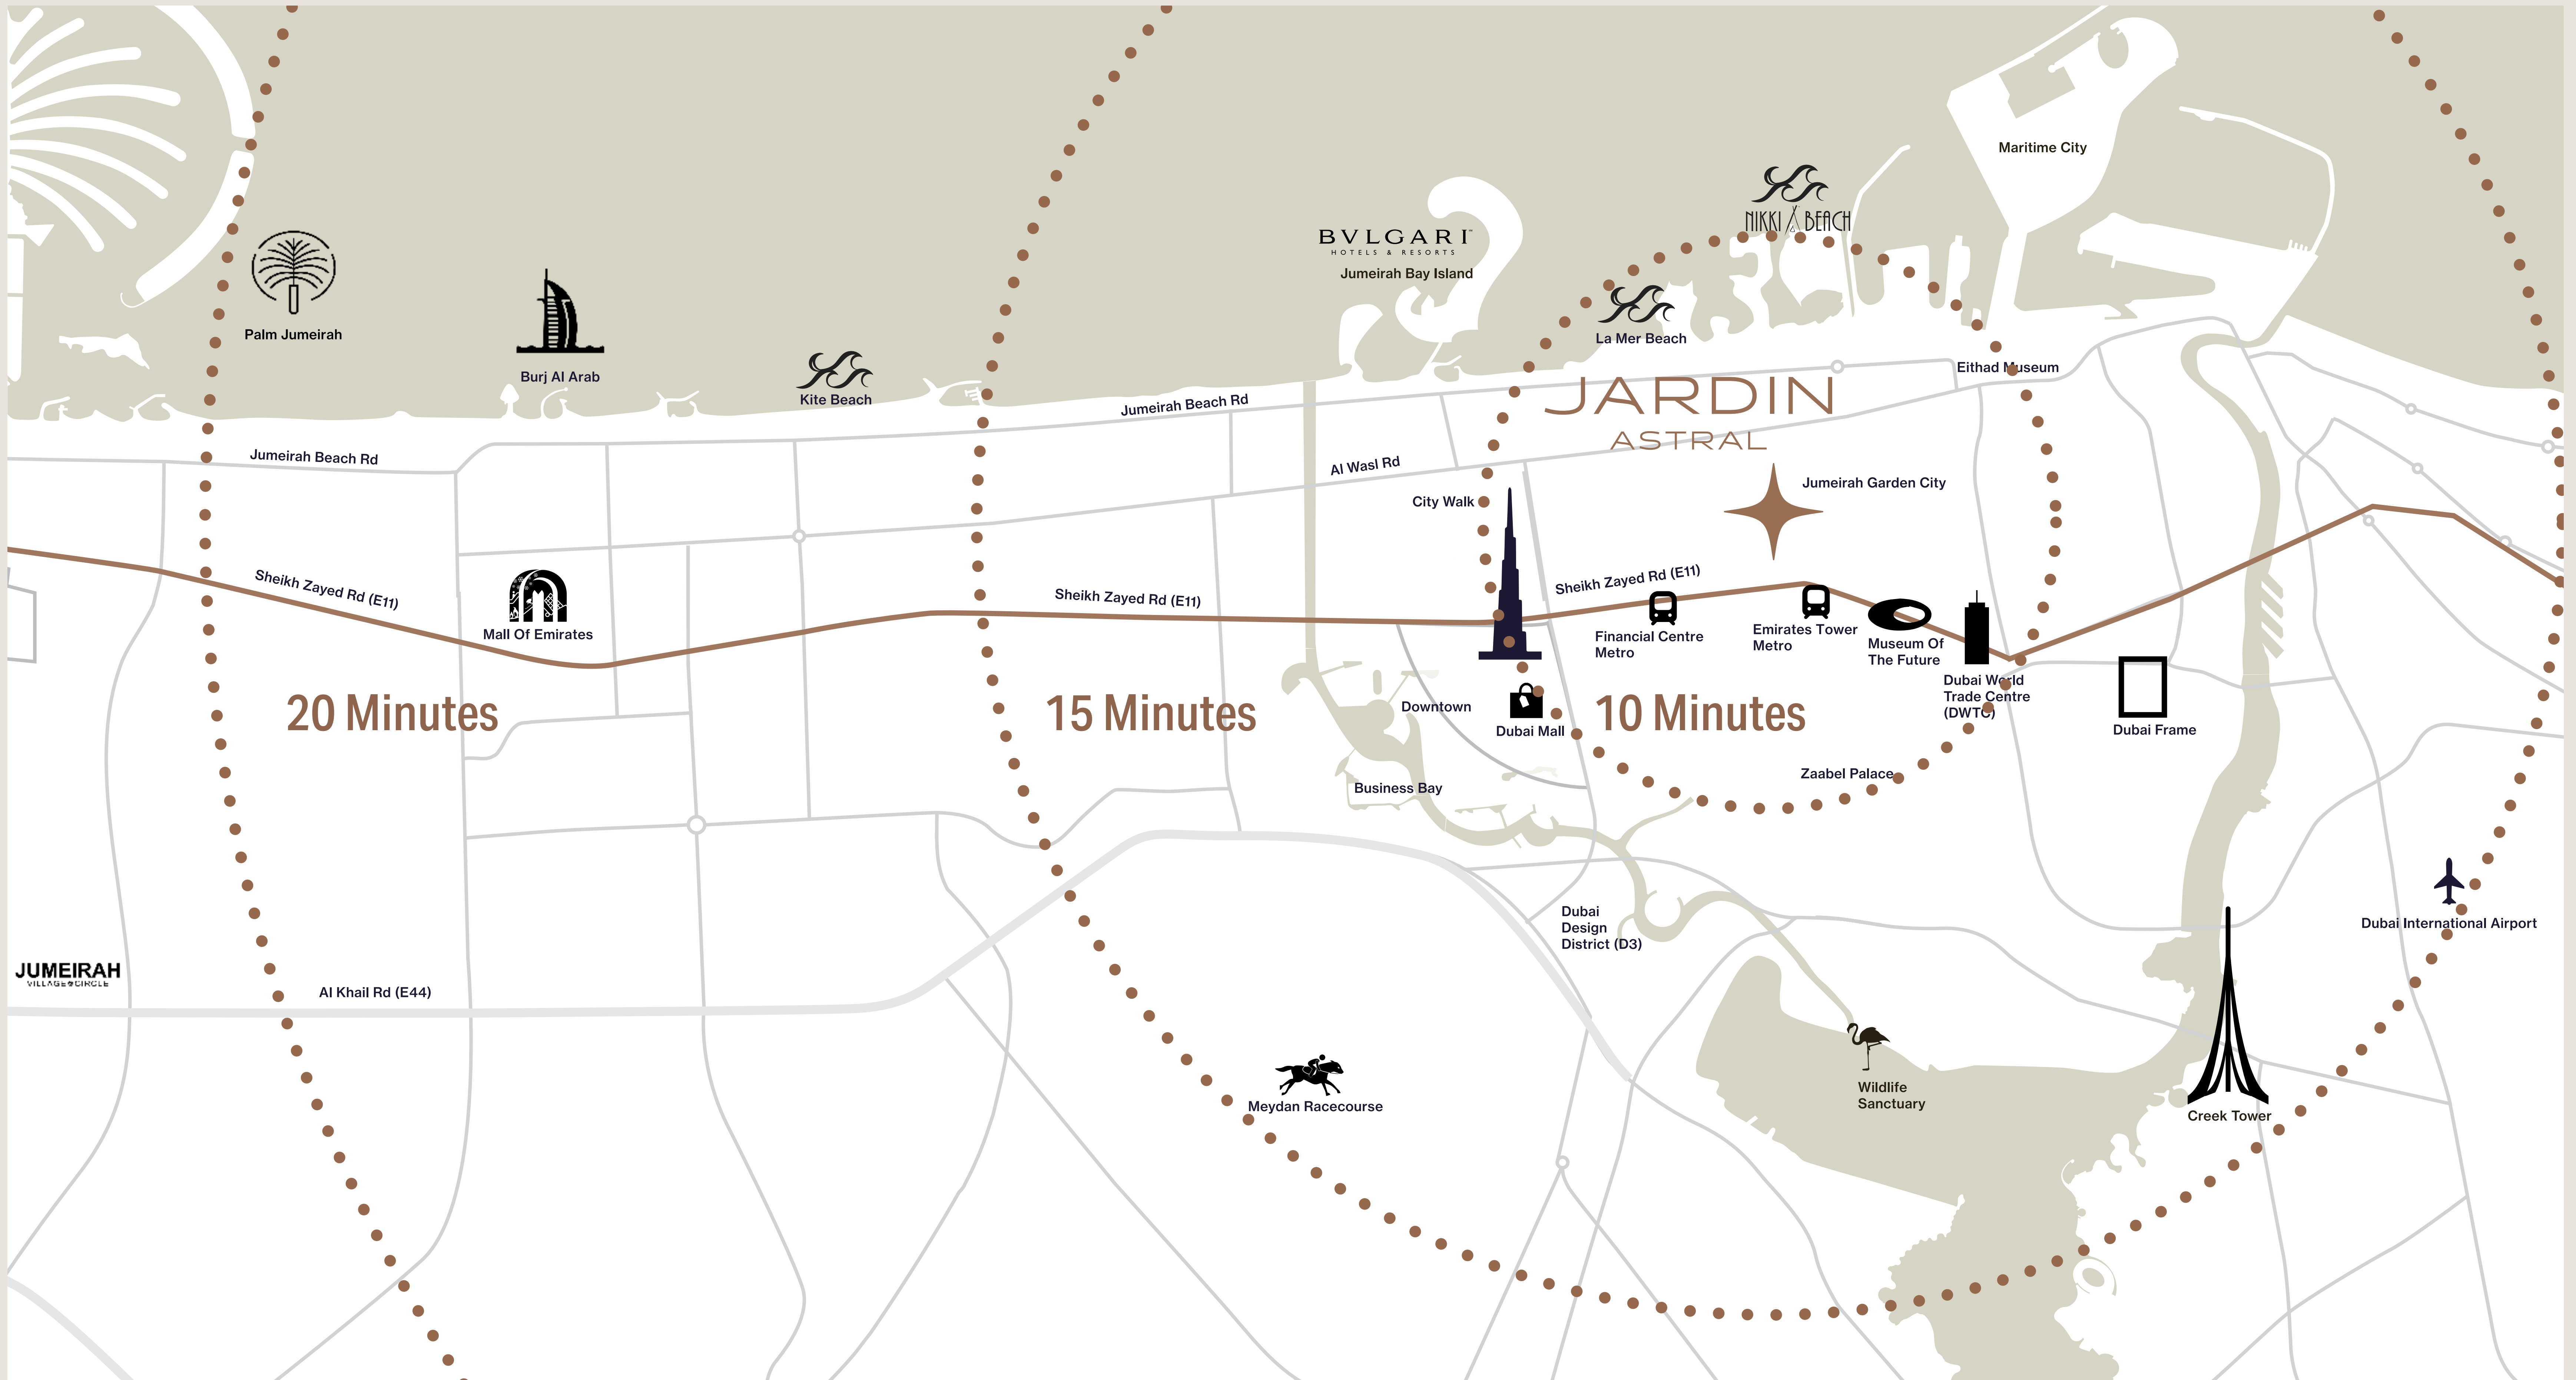 Maritime City
NIKKI BEACH
BVLGARI
HOTELS & RESORTS
Jumeirah Bay Island
Palm Jumeirah
Burj Al Arab
Kite Beach
La Mer Beach
Eithad Museum
JARDIN
ASTRAL
Jumeirah Beach Rd
Jumeirah Beach Rd
Al Wasl Rd
City Walk
Jumeirah Garden City
Sheikh Zayed Rd (E11)
Sheikh Zayed Rd (E11)
Sheikh Zayed Rd (E11)
Mall Of Emirates
Financial Centre
Metro
Emirates Tower
Metro
Museum Of
The Future
Dubai World
Trade Centre
(DWTC)
Dubai Frame
20 Minutes
15 Minutes
10 Minutes
Downtown
Dubai Mall
Business Bay
Zaabel Palace
Dubai
Design
District (D3)
Dubai International Airport
JUMEIRAH
VILLAGE CIRCLE
Al Khail Rd (E44)
Meydan Racecourse
Wildlife
Sanctuary
Creek Tower